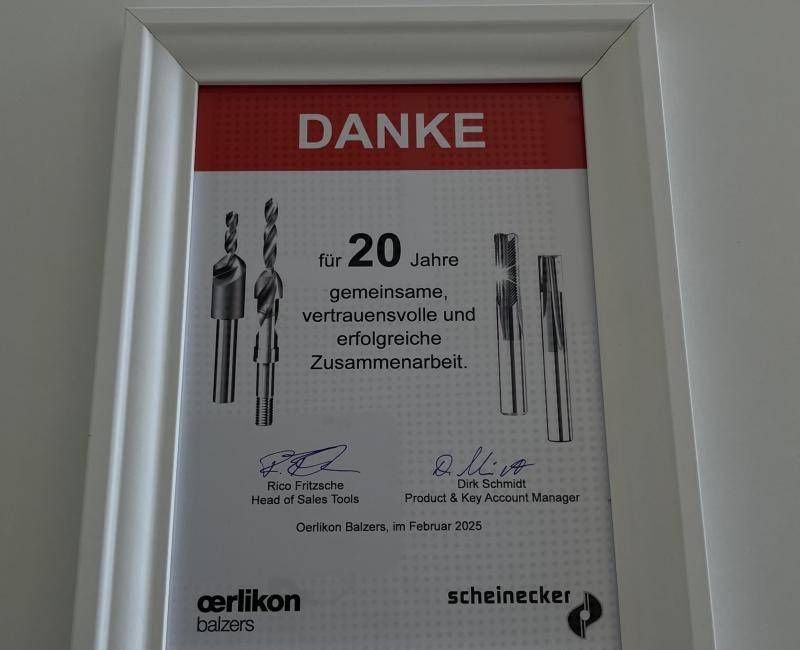 DANKE
für 20 Jahre
gemeinsame,
vertrauensvolle und
erfolgreiche
Zusammenarbeit.
Rico Fritzsche
Head of Sales Tools
Dirk Schmidt
Product & Key Account Manager
Oerlikon Balzers, im Februar 2025
œrlikon
balzers
scheinecker